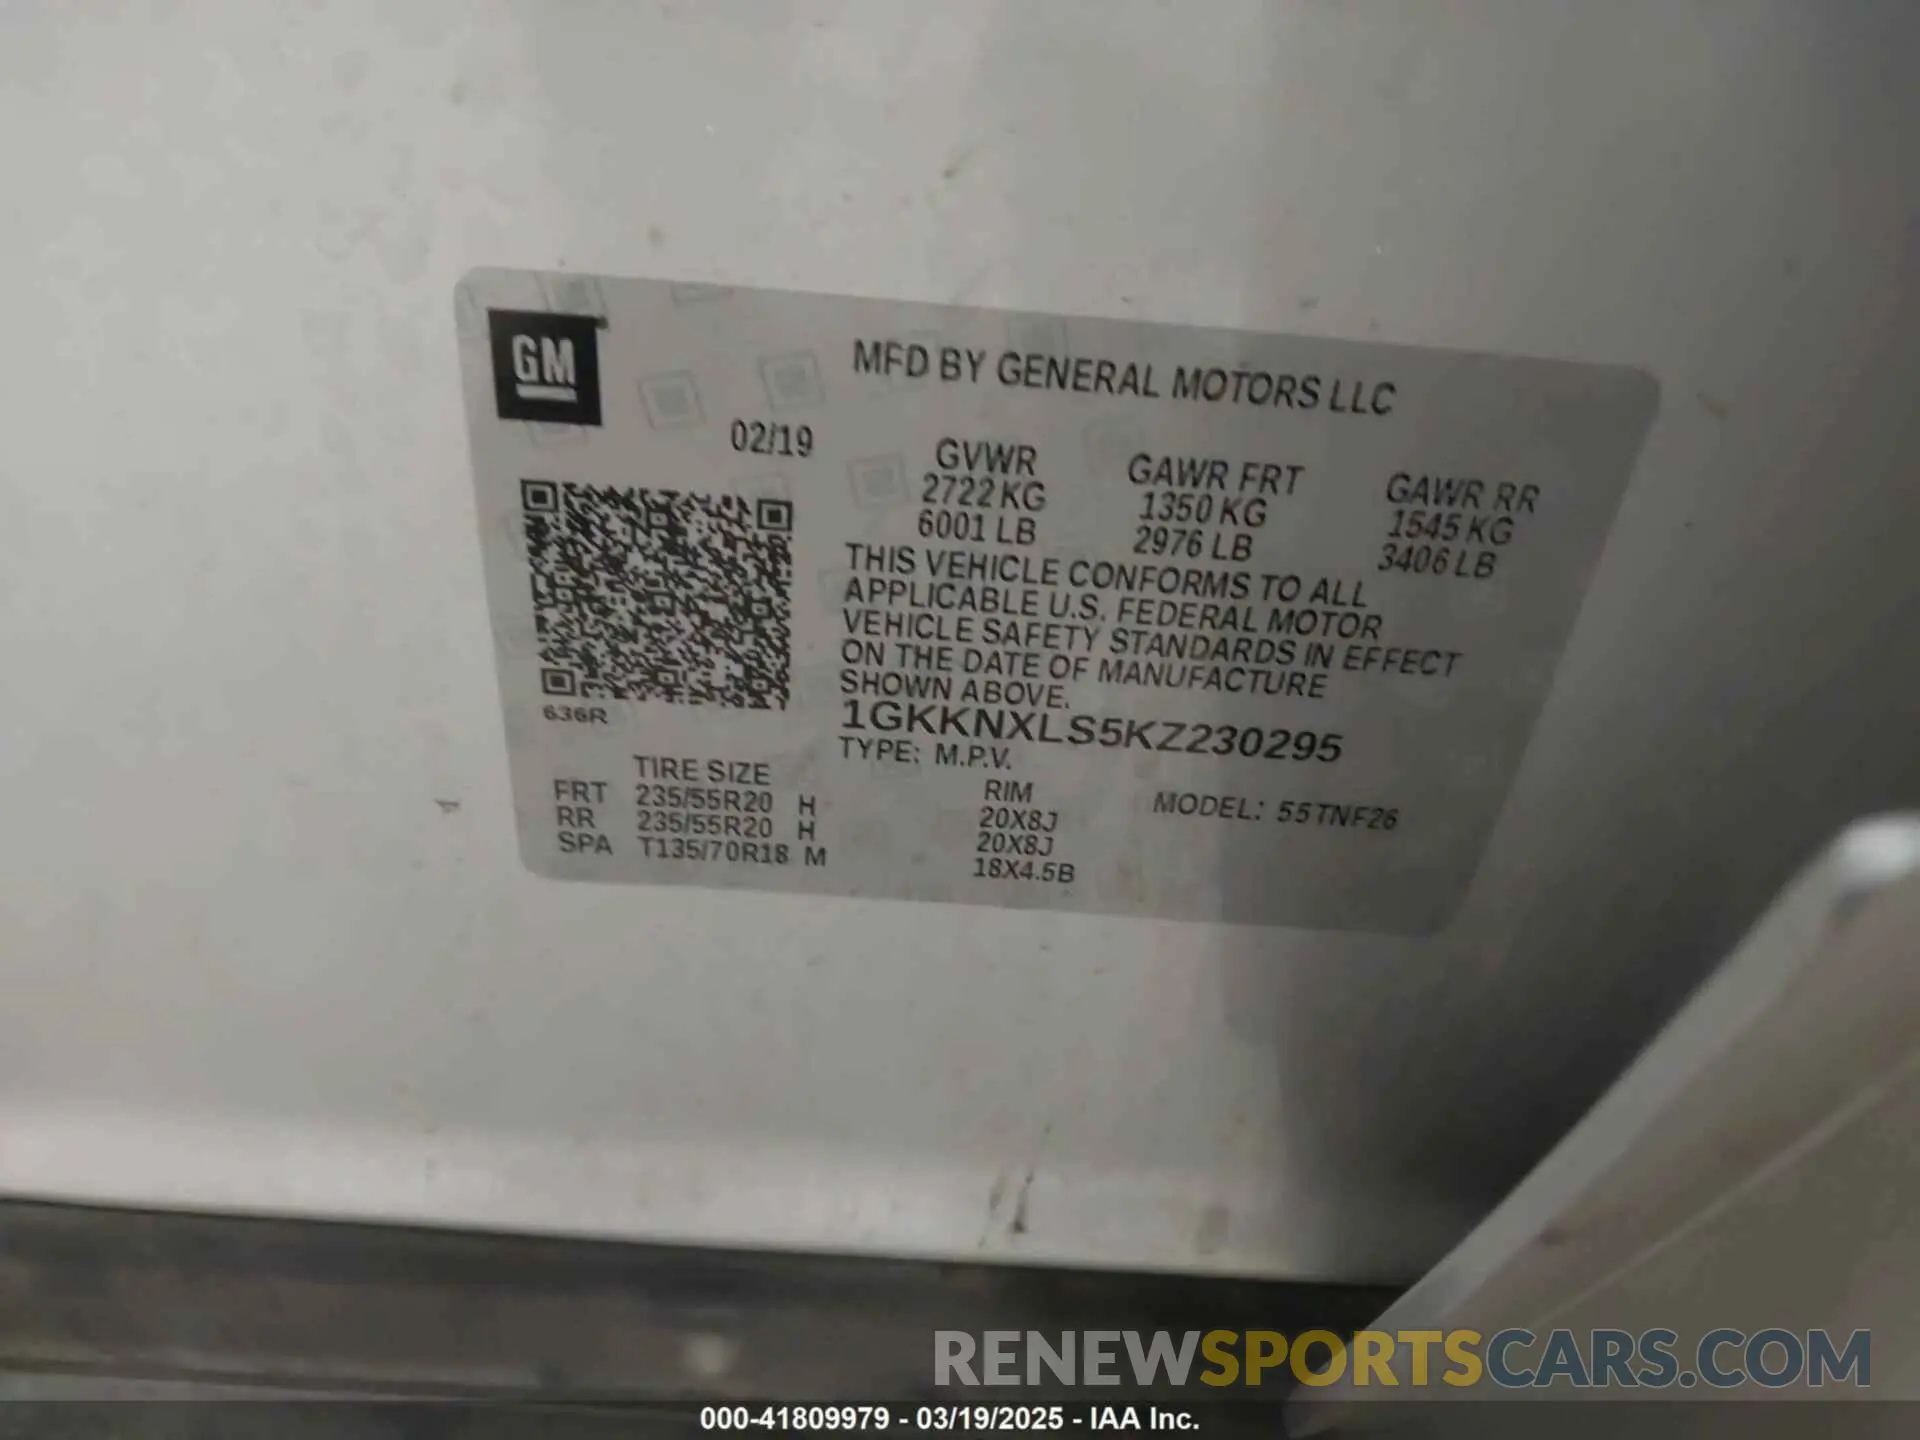 GM
MFD BY GENERAL MOTORS LLC
02/19 GVWR GAWR FRT GAWR RR
2722 KG 1350 KG 1545 KG
6001 LB 2976 LB 3406 LB
THIS VEHICLE CONFORMS TO ALL
APPLICABLE U.S. FEDERAL MOTOR
VEHICLE SAFETY STANDARDS IN EFFECT
ON THE DATE OF MANUFACTURE
SHOWN ABOVE.
636R
1GKKNXLS5KZ230295
TYPE: M.P.V.
TIRE SIZE RIM MODEL: 55TNF26
FRT 235/55R20 H 20X8J
RR 235/55R20 H 20X8J
SPA T135/70R18 M 18X4.5B
RENEWSPORTSCARS.COM
000-41809979 - 03/19/2025 - IAA Inc.